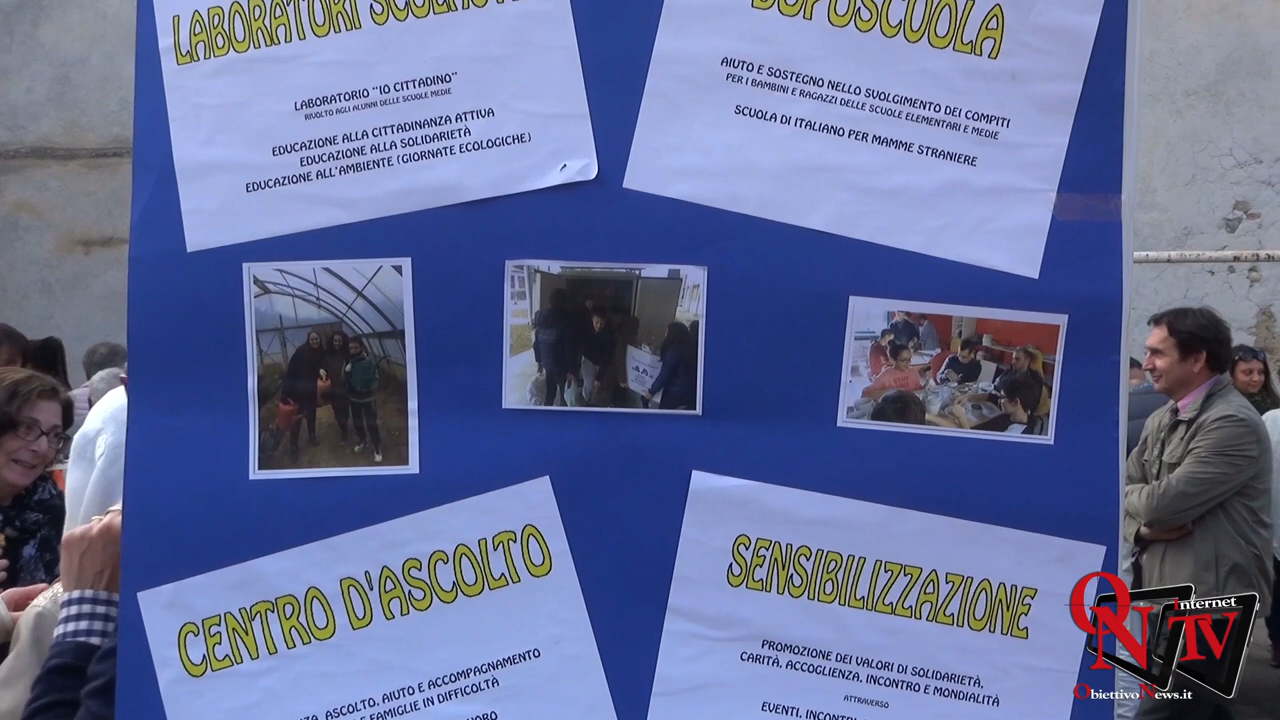 LABORATORI
LABORATORIO "IO CITTADINO"
RIVOLTO AGLI ALUNNI DELLE SCUOLE MEDIE
EDUCAZIONE ALLA CITTADINANZA ATTIVA
EDUCAZIONE ALLA SOLIDARIETÀ
EDUCAZIONE ALL'AMBIENTE (GIORNATE ECOLOGICHE)
DOPOSCUOLA
AIUTO E SOSTEGNO NELLO SVOLGIMENTO DEI COMPITI
PER I BAMBINI E RAGAZZI DELLE SCUOLE ELEMENTARI E MEDIE
SCUOLA DI ITALIANO PER MAMME STRANIERE
CENTRO D'ASCOLTO
ASCOLTO, AIUTO E ACCOMPAGNAMENTO
E FAMIGLIE IN DIFFICOLTÀ
SENSIBILIZZAZIONE
PROMOZIONE DEI VALORI DI SOLIDARIETÀ,
CARITÀ, ACCOGLIENZA, INCONTRO E MONDIALITÀ
ATTRAVERSO
EVENTI, INCONTRI
ON Internet
TV
ObiettivoNews.it